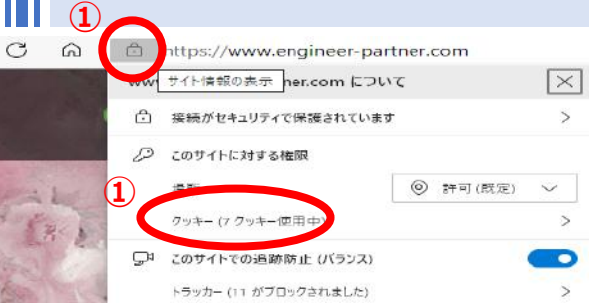 ①
https://www.engineer-partner.com
サイト情報の表示
www ner.com について
接続がセキュリティで保護されています
このサイトに対する権限
①
許可 (既定)
クッキー (7 クッキー使用中)
このサイトでの追跡防止 (バランス)
トラッカー (11 がブロックされました)